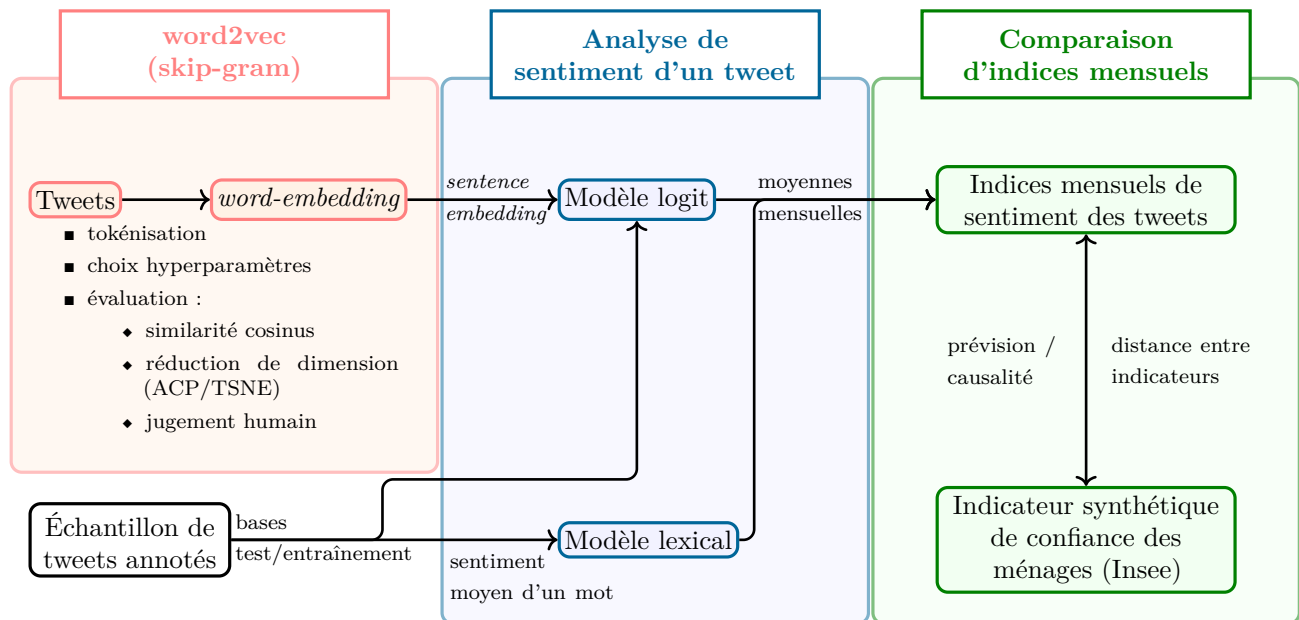 word2vec
(skip-gram)
Tweets
word-embedding
■ tokénisation
■ choix hyperparamètres
■ évaluation :
◆ similarité cosinus
◆ réduction de dimension
(ACP/TSNE)
◆ jugement humain
Échantillon de
tweets annotés
bases
test/entraînement
Analyse de
sentiment d'un tweet
sentence
embedding
Modèle logit
moyennes
mensuelles
Modèle lexical
sentiment
moyen d'un mot
Comparaison
d'indices mensuels
Indices mensuels de
sentiment des tweets
prévision /
causalité
distance entre
indicateurs
Indicateur synthétique
de confiance des
ménages (Insee)